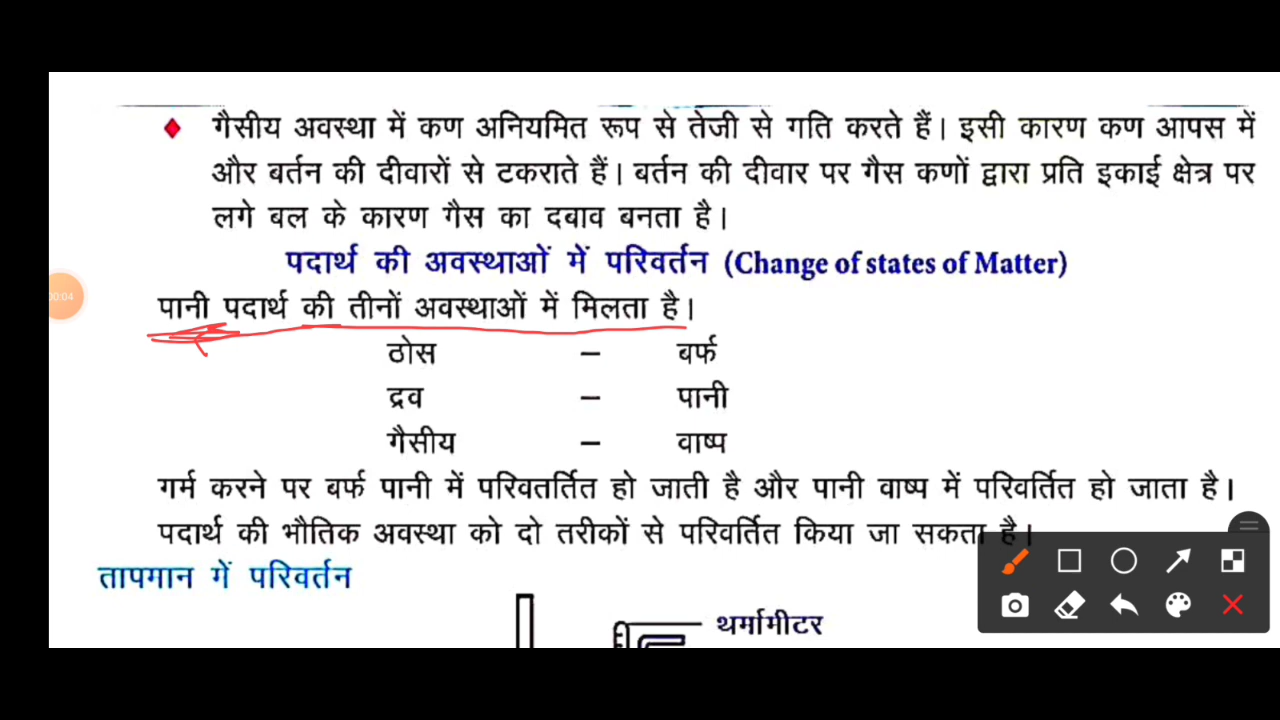 ♦ गैसीय अवस्था में कण अनियमित रूप से तेजी से गति करते हैं। इसी कारण कण आपस में
और बर्तन की दीवारों से टकराते हैं। बर्तन की दीवार पर गैस कणों द्वारा प्रति इकाई क्षेत्र पर
लगे बल के कारण गैस का दबाव बनता है।
पदार्थ की अवस्थाओं में परिवर्तन (Change of states of Matter)
00:04
पानी पदार्थ की तीनों अवस्थाओं में मिलता है।
ठोस – बर्फ
द्रव – पानी
गैसीय – वाष्प
गर्म करने पर बर्फ पानी में परिवतर्तित हो जाती है और पानी वाष्प में परिवर्तित हो जाता है।
पदार्थ की भौतिक अवस्था को दो तरीकों से परिवर्तित किया जा सकता है।
तापमान में परिवर्तन
थर्मामीटर